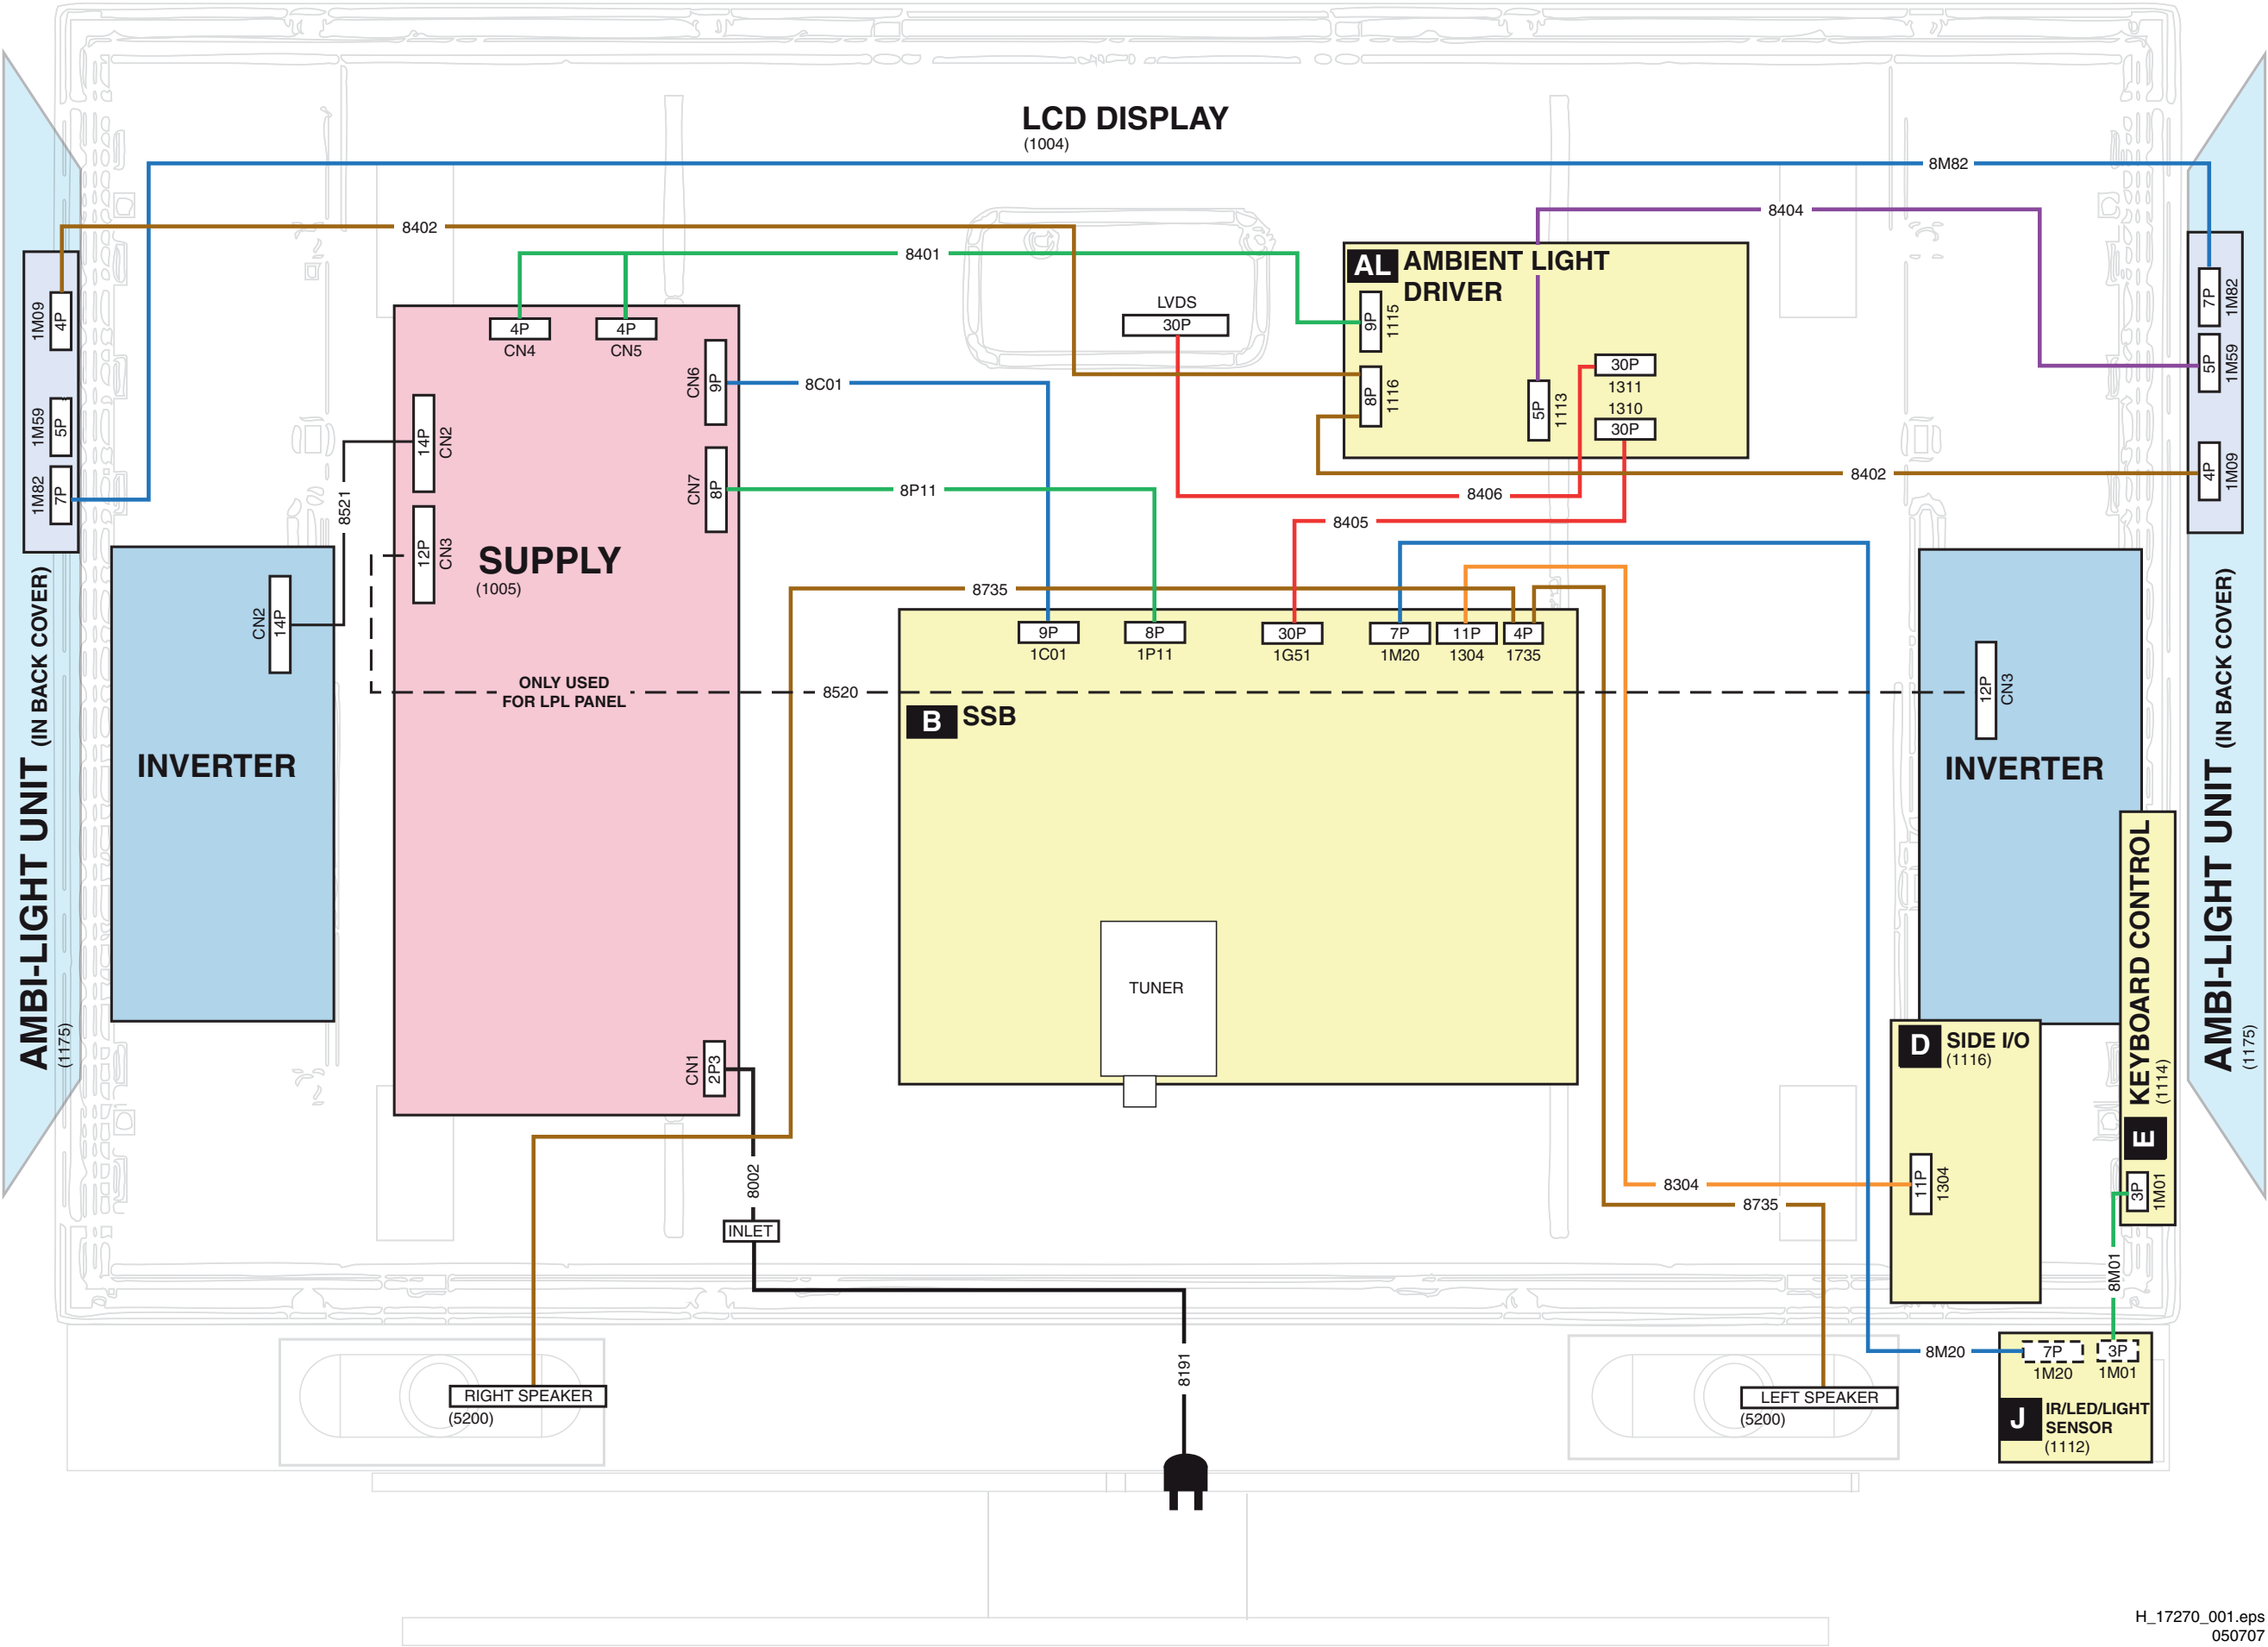 LCD DISPLAY
(1004)
8M82
8404
8402
8401
AL AMBIENT LIGHT
DRIVER
LVDS
30P
9P
1115
8P
1116
5P
1113
30P
1311
1310
30P
8402
8406
8405
1M09
4P
1M59
5P
1M82
7P
AMBI-LIGHT UNIT (IN BACK COVER)
(1175)
7P
1M82
5P
1M59
4P
1M09
AMBI-LIGHT UNIT (IN BACK COVER)
(1175)
4P
CN4
4P
CN5
CN6
9P
8C01
CN7
8P
8P11
14P
CN2
12P
CN3
8521
SUPPLY
(1005)
CN2
14P
INVERTER
ONLY USED
FOR LPL PANEL
8520
8735
9P
1C01
8P
1P11
30P
1G51
7P
1M20
11P
1304
4P
1735
B SSB
TUNER
12P
CN3
INVERTER
KEYBOARD CONTROL
(1114)
E
3P
1M01
D SIDE I/O
(1116)
11P
1304
8304
8735
8M01
CN1
2P3
8002
INLET
8191
8M20
7P
1M20
3P
1M01
J IR/LED/LIGHT
SENSOR
(1112)
RIGHT SPEAKER
(5200)
LEFT SPEAKER
(5200)
H_17270_001.eps
050707